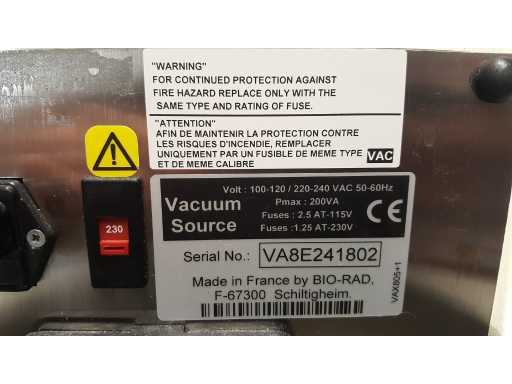 "WARNING"
FOR CONTINUED PROTECTION AGAINST
FIRE HAZARD REPLACE ONLY WITH THE
SAME TYPE AND RATING OF FUSE.
"ATTENTION"
AFIN DE MAINTENIR LA PROTECTION CONTRE
LES RISQUES D'INCENDIE, REMPLACER
UNIQUEMENT PAR UN FUSIBLE DE MEME TYPE
ET DE MEME CALIBRE
VAC
230
Volt : 100-120 / 220-240 VAC 50-60Hz
Vacuum
Source
Pmax : 200VA
Fuses : 2.5 AT-115V
Fuses :1.25 AT-230V
Serial No.: VA8E241802
Made in France by BIO-RAD,
F-67300 Schiltigheim
VAX805+1